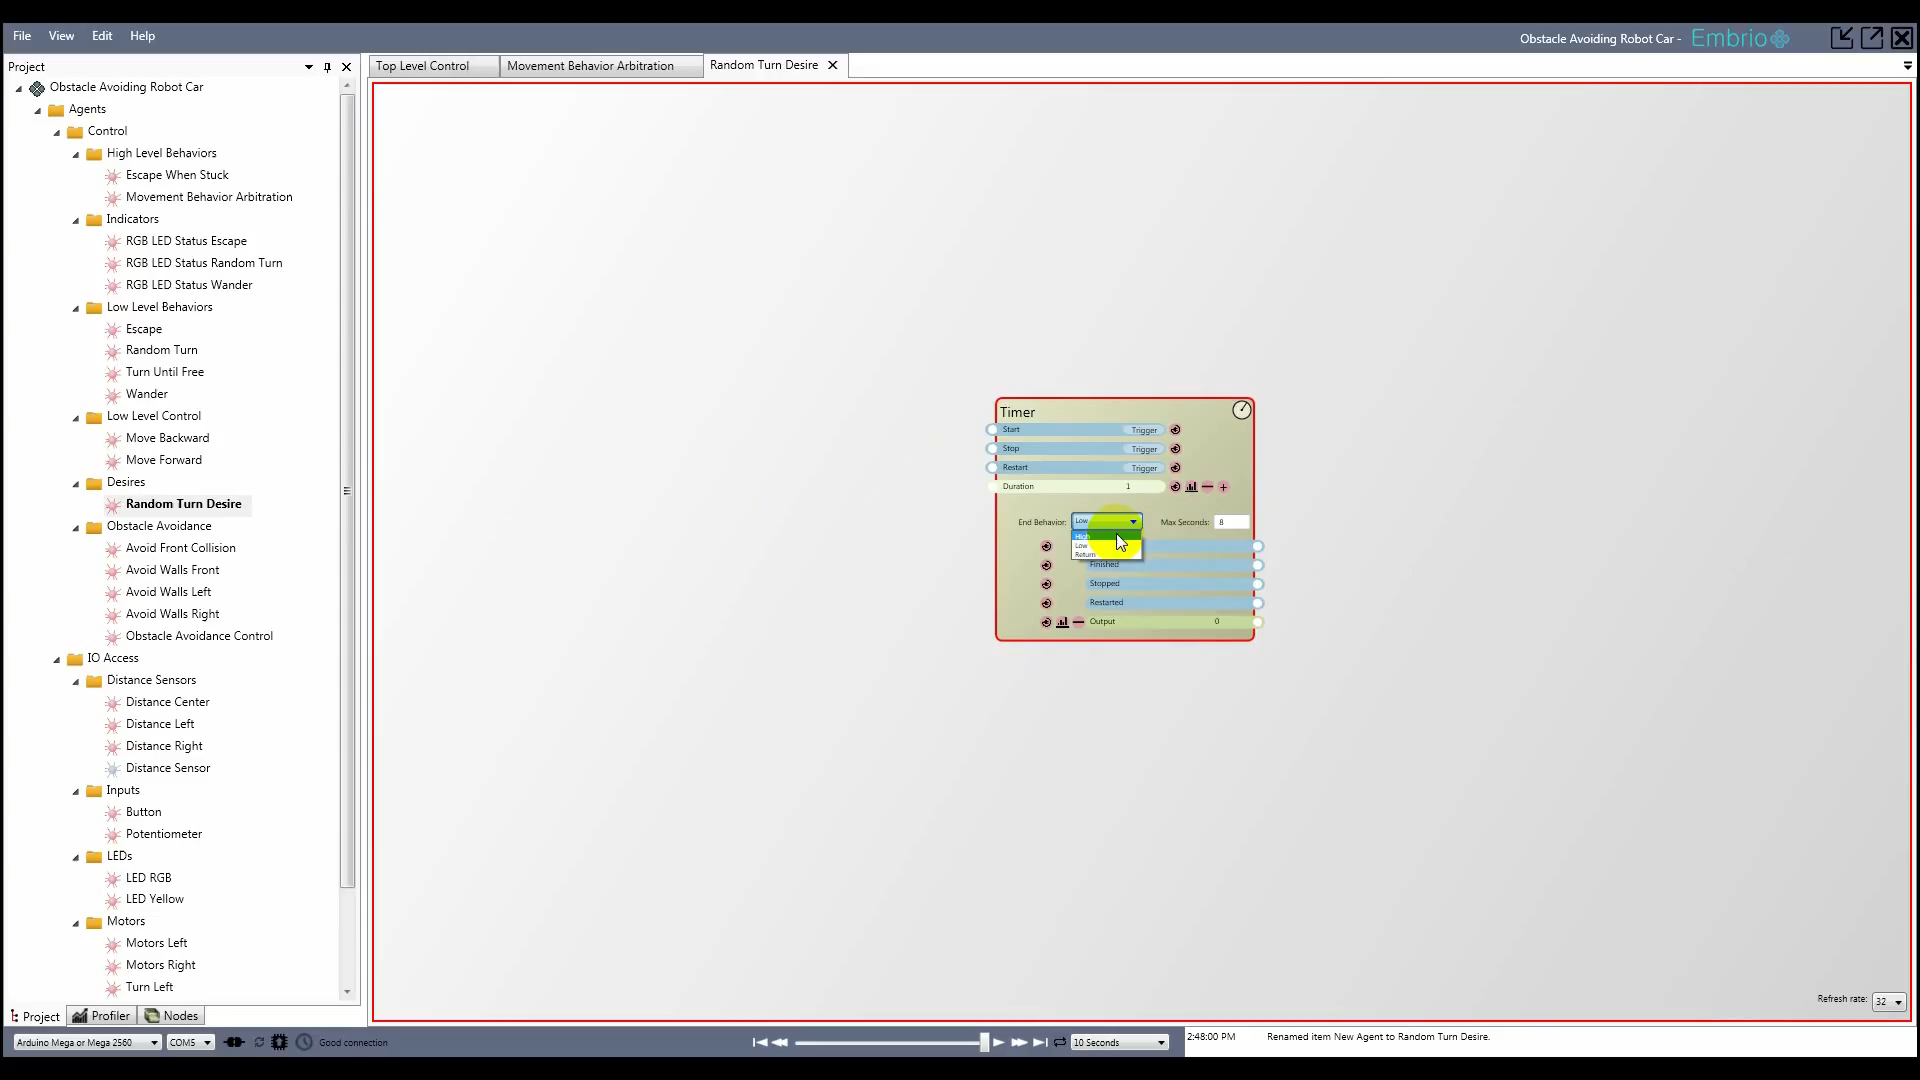 File View Edit Help
Obstacle Avoiding Robot Car - Embrio
Project
Top Level Control
Movement Behavior Arbitration
Random Turn Desire
Obstacle Avoiding Robot Car
Agents
Control
High Level Behaviors
Escape When Stuck
Movement Behavior Arbitration
Indicators
RGB LED Status Escape
RGB LED Status Random Turn
RGB LED Status Wander
Low Level Behaviors
Escape
Random Turn
Turn Until Free
Wander
Low Level Control
Move Backward
Move Forward
Desires
Random Turn Desire
Obstacle Avoidance
Avoid Front Collision
Avoid Walls Front
Avoid Walls Left
Avoid Walls Right
Obstacle Avoidance Control
IO Access
Distance Sensors
Distance Center
Distance Left
Distance Right
Distance Sensor
Inputs
Button
Potentiometer
LEDs
LED RGB
LED Yellow
Motors
Motors Left
Motors Right
Turn Left
Timer
Start Trigger
Stop Trigger
Restart Trigger
Duration 1
End Behavior: Low Max Seconds: 8
High
Low
Return
Finished
Stopped
Restarted
Output 0
Refresh rate: 32
Project Profiler Nodes
Arduino Mega or Mega 2560 COM5 Good connection 10 Seconds 2:48:00 PM Renamed item New Agent to Random Turn Desire.